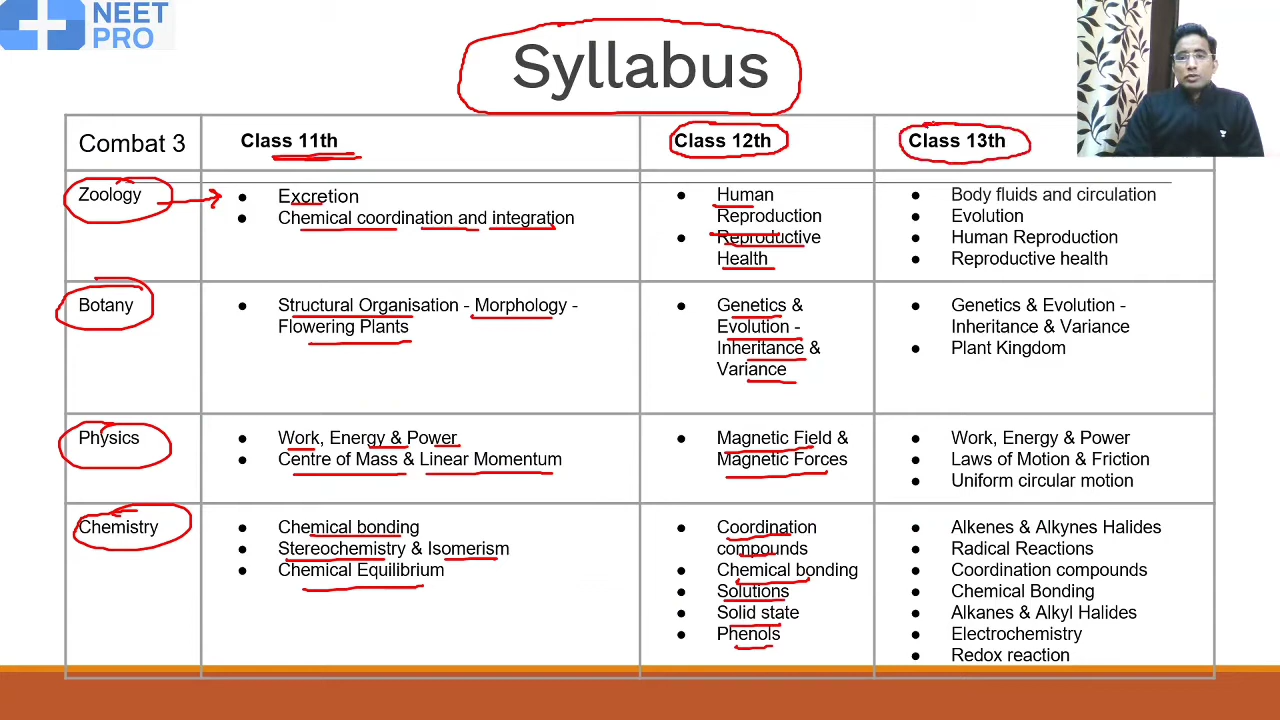 NEET
PRO
Syllabus
Combat 3
Class 11th
Class 12th
Class 13th
Zoology
● Excretion
● Chemical coordination and integration
● Human
Reproduction
● Reproductive
Health
● Body fluids and circulation
● Evolution
● Human Reproduction
● Reproductive health
Botany
● Structural Organisation - Morphology -
Flowering Plants
● Genetics &
Evolution -
Inheritance &
Variance
● Genetics & Evolution -
Inheritance & Variance
● Plant Kingdom
Physics
● Work, Energy & Power
● Centre of Mass & Linear Momentum
● Magnetic Field &
Magnetic Forces
● Work, Energy & Power
● Laws of Motion & Friction
● Uniform circular motion
Chemistry
● Chemical bonding
● Stereochemistry & Isomerism
● Chemical Equilibrium
● Coordination
compounds
● Chemical bonding
● Solutions
● Solid state
● Phenols
● Alkenes & Alkynes Halides
● Radical Reactions
● Coordination compounds
● Chemical Bonding
● Alkanes & Alkyl Halides
● Electrochemistry
● Redox reaction